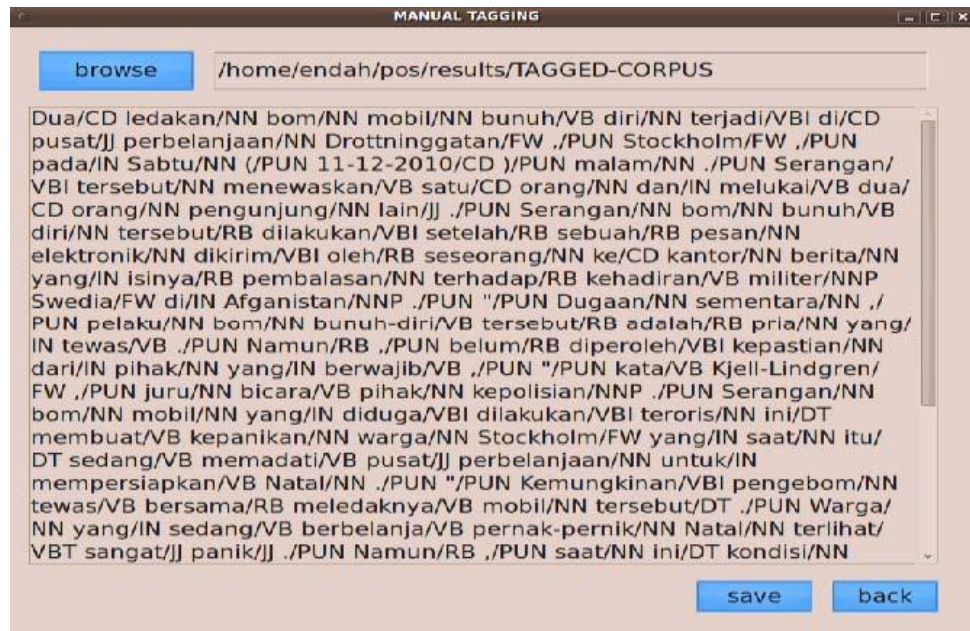 MANUAL TAGGING
browse
/home/endah/pos/results/TAGGED-CORPUS
Dua/CD ledakan/NN bom/NN mobil/NN bunuh/VB diri/NN terjadi/VBI di/CD
pusat/JJ perbelanjaan/NN Drottninggatan/FW ,/PUN Stockholm/FW ,/PUN
pada/IN Sabtu/NN (/PUN 11-12-2010/CD )/PUN malam/NN ./PUN Serangan/
VBI tersebut/NN menewaskan/VB satu/CD orang/NN dan/IN melukai/VB dua/
CD orang/NN pengunjung/NN lain/JJ ./PUN Serangan/NN bom/NN bunuh/VB
diri/NN tersebut/RB dilakukan/VBI setelah/RB sebuah/RB pesan/NN
elektronik/NN dikirim/VBI oleh/RB seseorang/NN ke/CD kantor/NN berita/NN
yang/IN isinya/RB pembalasan/NN terhadap/RB kehadiran/VB militer/NNP
Swedia/FW di/IN Afganistan/NNP ./PUN "/PUN Dugaan/NN sementara/NN ,/
PUN pelaku/NN bom/NN bunuh-diri/VB tersebut/RB adalah/RB pria/NN yang/
IN tewas/VB ./PUN Namun/RB ,/PUN belum/RB diperoleh/VBI kepastian/NN
dari/IN pihak/NN yang/IN berwajib/VB ,/PUN "/PUN kata/VB Kjell-Lindgren/
FW ,/PUN juru/NN bicara/VB pihak/NN kepolisian/NNP ./PUN Serangan/NN
bom/NN mobil/NN yang/IN diduga/VBI dilakukan/VBI teroris/NN ini/DT
membuat/VB kepanikan/NN warga/NN Stockholm/FW yang/IN saat/NN itu/
DT sedang/VB memadati/VB pusat/JJ perbelanjaan/NN untuk/IN
mempersiapkan/VB Natal/NN ./PUN "/PUN Kemungkinan/VBI pengebom/NN
tewas/VB bersama/RB meledaknya/VB mobil/NN tersebut/DT ./PUN Warga/
NN yang/IN sedang/VB berbelanja/VB pernak-pernik/NN Natal/NN terlihat/
VBT sangat/JJ panik/JJ ./PUN Namun/RB ,/PUN saat/NN ini/DT kondisi/NN
save
back